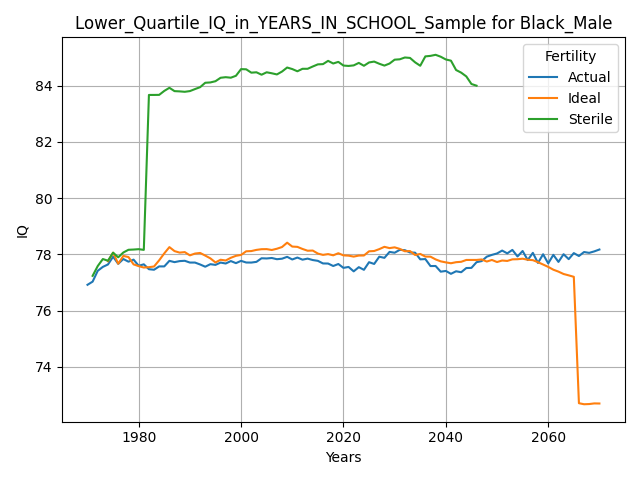 Lower_Quartile_IQ_in_YEARS_IN_SCHOOL_Sample for Black_Male
Fertility
Actual
Ideal
Sterile
IQ
84
82
80
78
76
74
1980
2000
2020
2040
2060
Years